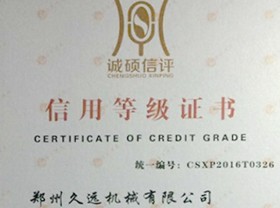 诚硕信评
CHENGSHUO XINPING
信用等级证书
CERTIFICATE OF CREDIT GRADE
统一编号：CSXP2016T0326
郑州久远机械有限公司